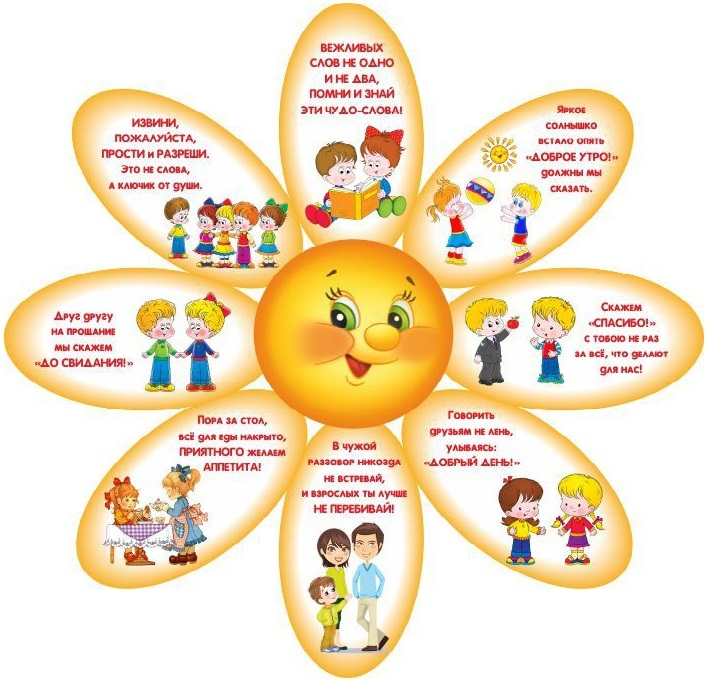 ВЕЖЛИВЫХ
СЛОВ НЕ ОДНО
И НЕ ДВА,
ПОМНИ И ЗНАЙ
ЭТИ ЧУДО-СЛОВА!
Яркое
солнышко
встало опять
«ДОБРОЕ УТРО!»
должны мы
сказать.
Скажем
«СПАСИБО!»
с тобою не раз
за всё, что делают
для нас!
Говорить
друзьям не лень,
улыбаясь:
«ДОБРЫЙ ДЕНЬ!»
В чужой
разговор никогда
не встревай,
и взрослых ты лучше
НЕ ПЕРЕБИВАЙ!
Пора за стол,
всё для еды накрыто,
ПРИЯТНОГО желаем
АППЕТИТА!
Друг другу
на прощание
мы скажем
«ДО СВИДАНИЯ!»
ИЗВИНИ,
ПОЖАЛУЙСТА,
ПРОСТИ и РАЗРЕШИ.
Это не слова,
а ключик от души.